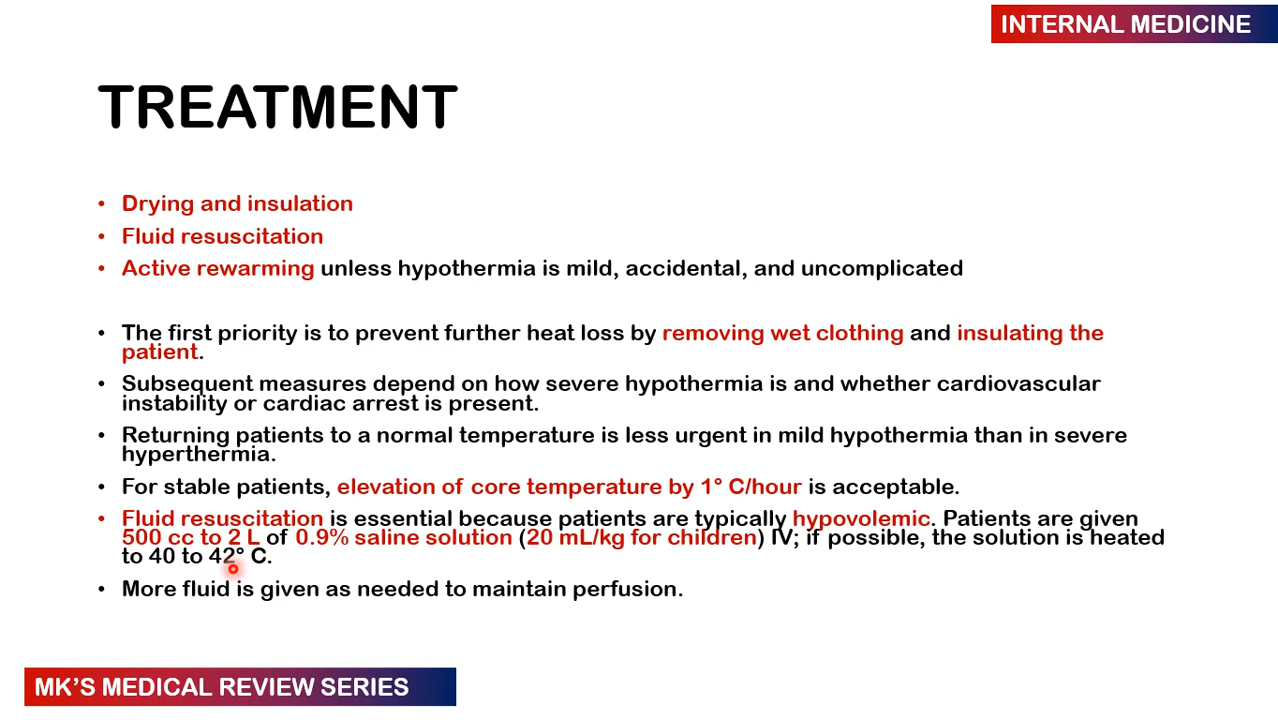 INTERNAL MEDICINE
TREATMENT
• Drying and insulation
• Fluid resuscitation
• Active rewarming unless hypothermia is mild, accidental, and uncomplicated
• The first priority is to prevent further heat loss by removing wet clothing and insulating the
patient.
• Subsequent measures depend on how severe hypothermia is and whether cardiovascular
instability or cardiac arrest is present.
• Returning patients to a normal temperature is less urgent in mild hypothermia than in severe
hyperthermia.
• For stable patients, elevation of core temperature by 1° C/hour is acceptable.
• Fluid resuscitation is essential because patients are typically hypovolemic. Patients are given
500 cc to 2 L of 0.9% saline solution (20 mL/kg for children) IV; if possible, the solution is heated
to 40 to 42° C.
• More fluid is given as needed to maintain perfusion.
MK'S MEDICAL REVIEW SERIES